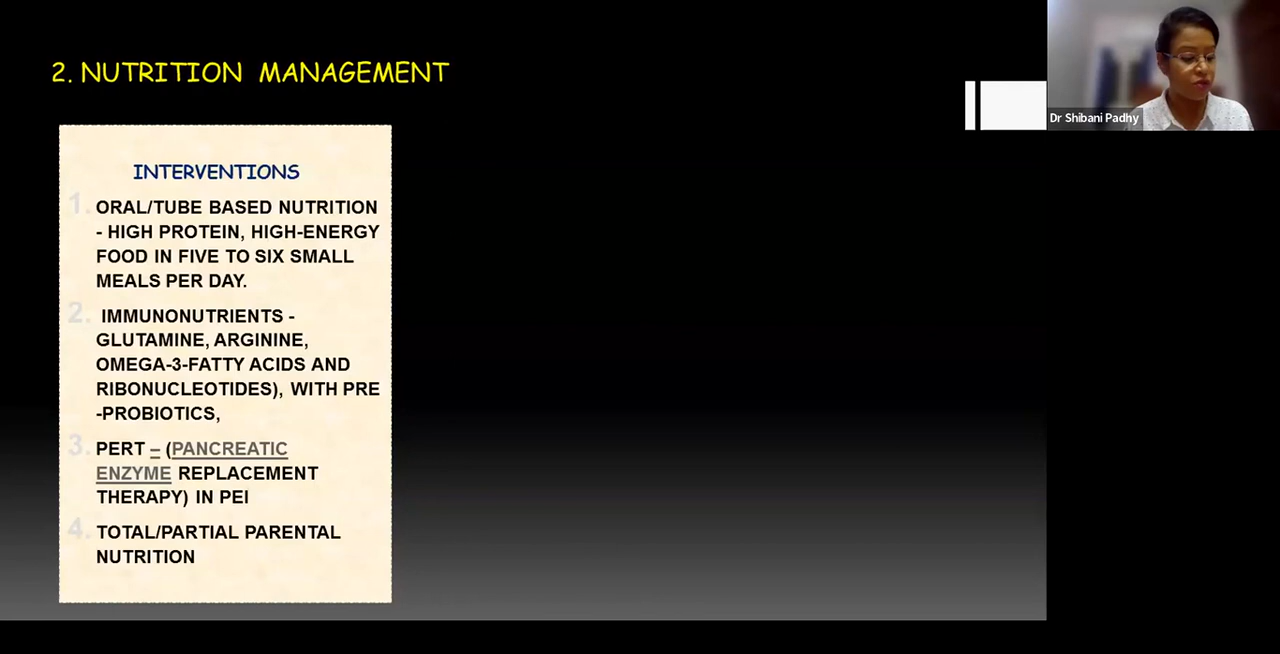 2. NUTRITION MANAGEMENT
Dr Shibani Padhy
INTERVENTIONS
1. ORAL/TUBE BASED NUTRITION
- HIGH PROTEIN, HIGH-ENERGY
FOOD IN FIVE TO SIX SMALL
MEALS PER DAY.
2. IMMUNONUTRIENTS -
GLUTAMINE, ARGININE,
OMEGA-3-FATTY ACIDS AND
RIBONUCLEOTIDES), WITH PRE
-PROBIOTICS,
3. PERT – (PANCREATIC
ENZYME REPLACEMENT
THERAPY) IN PEI
4. TOTAL/PARTIAL PARENTAL
NUTRITION